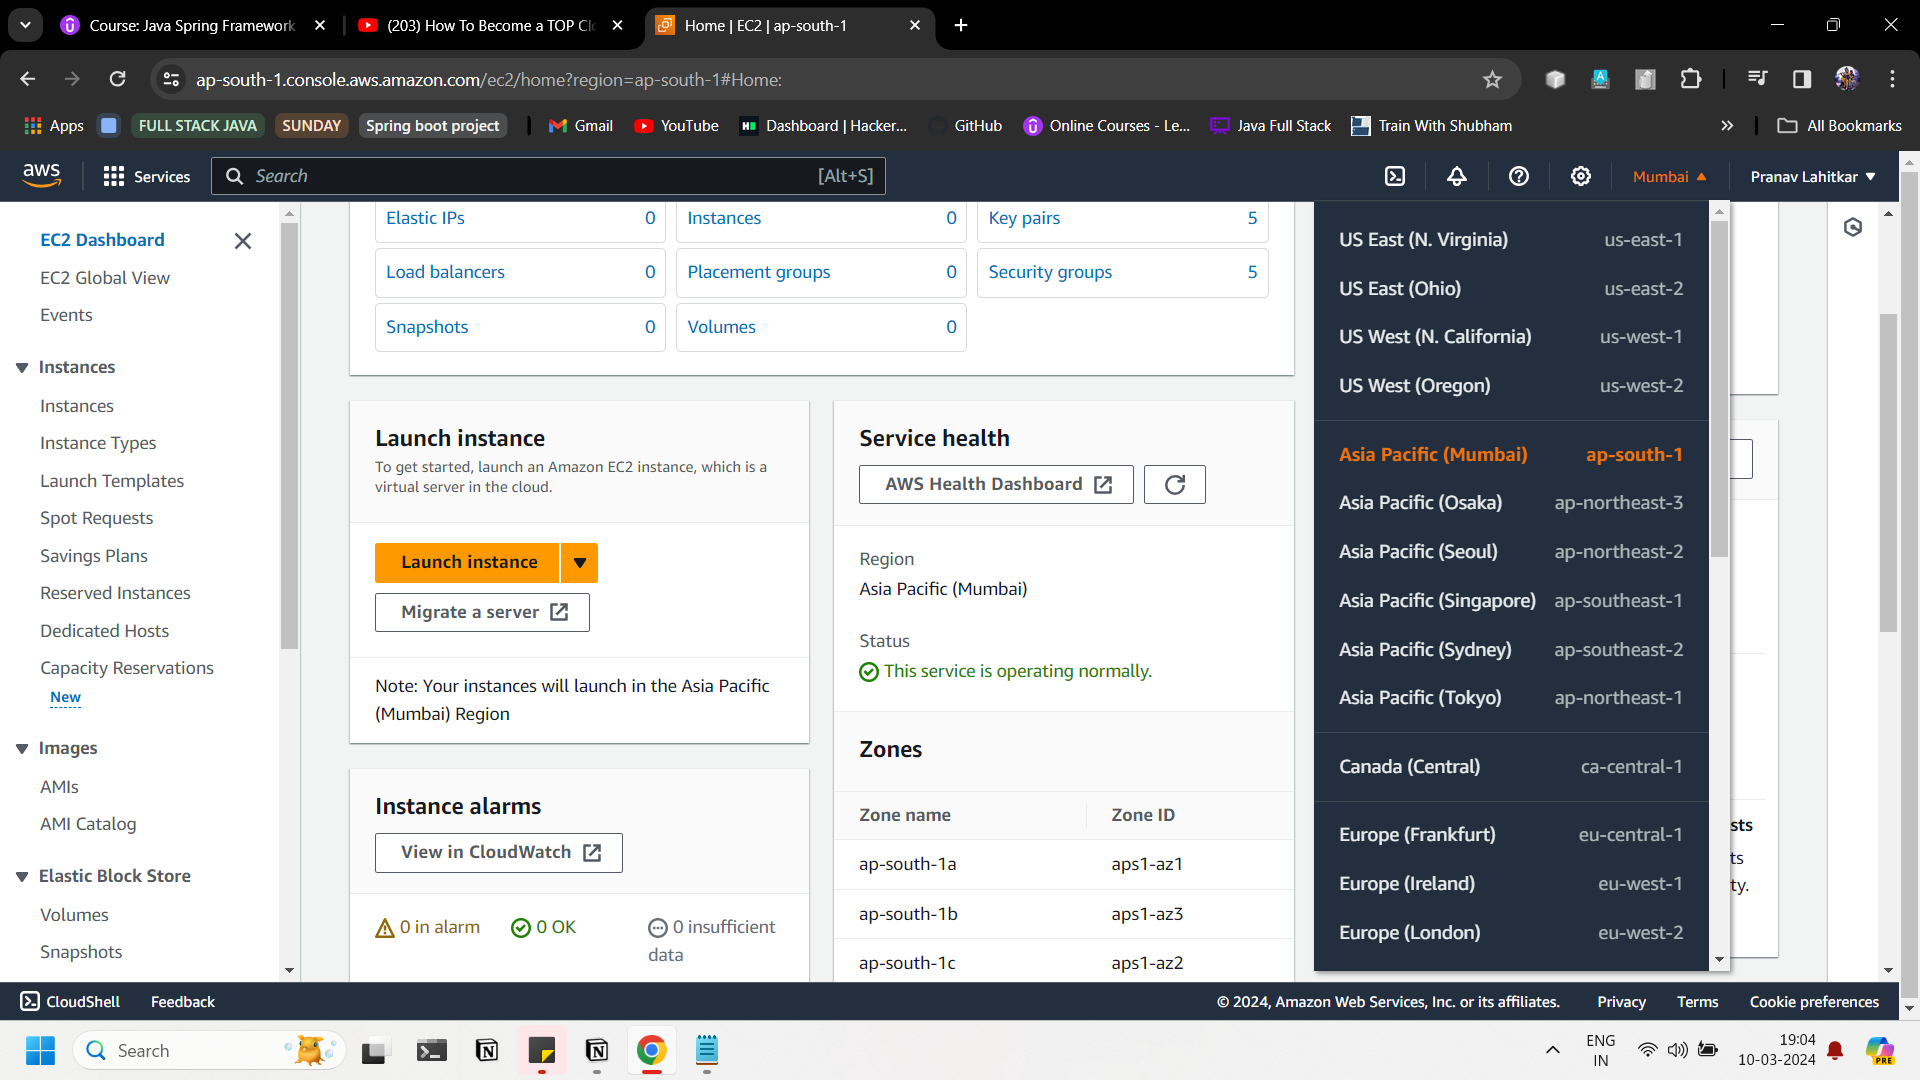 Course: Java Spring Framework
(203) How To Become a TOP Clo
Home | EC2 | ap-south-1
ap-south-1.console.aws.amazon.com/ec2/home?region=ap-south-1#Home:
Apps
FULL STACK JAVA
SUNDAY
Spring boot project
Gmail
YouTube
Dashboard | Hacker...
GitHub
Online Courses - Le...
Java Full Stack
Train With Shubham
All Bookmarks
aws
Services
Search
[Alt+S]
Mumbai
Pranav Lahitkar
EC2 Dashboard
EC2 Global View
Events
Instances
Instances
Instance Types
Launch Templates
Spot Requests
Savings Plans
Reserved Instances
Dedicated Hosts
Capacity Reservations
New
Images
AMIs
AMI Catalog
Elastic Block Store
Volumes
Snapshots
Elastic IPs 0
Instances 0
Key pairs 5
Load balancers 0
Placement groups 0
Security groups 5
Snapshots 0
Volumes 0
Launch instance
To get started, launch an Amazon EC2 instance, which is a
virtual server in the cloud.
Launch instance
Migrate a server
Note: Your instances will launch in the Asia Pacific
(Mumbai) Region
Instance alarms
View in CloudWatch
0 in alarm
0 OK
0 insufficient
data
Service health
AWS Health Dashboard
Region
Asia Pacific (Mumbai)
Status
This service is operating normally.
Zones
Zone name Zone ID
ap-south-1a aps1-az1
ap-south-1b aps1-az3
ap-south-1c aps1-az2
US East (N. Virginia) us-east-1
US East (Ohio) us-east-2
US West (N. California) us-west-1
US West (Oregon) us-west-2
Asia Pacific (Mumbai) ap-south-1
Asia Pacific (Osaka) ap-northeast-3
Asia Pacific (Seoul) ap-northeast-2
Asia Pacific (Singapore) ap-southeast-1
Asia Pacific (Sydney) ap-southeast-2
Asia Pacific (Tokyo) ap-northeast-1
Canada (Central) ca-central-1
Europe (Frankfurt) eu-central-1
Europe (Ireland) eu-west-1
Europe (London) eu-west-2
sts
ts
ty.
CloudShell
Feedback
© 2024, Amazon Web Services, Inc. or its affiliates.
Privacy
Terms
Cookie preferences
Search
ENG
IN
19:04
10-03-2024
PRE